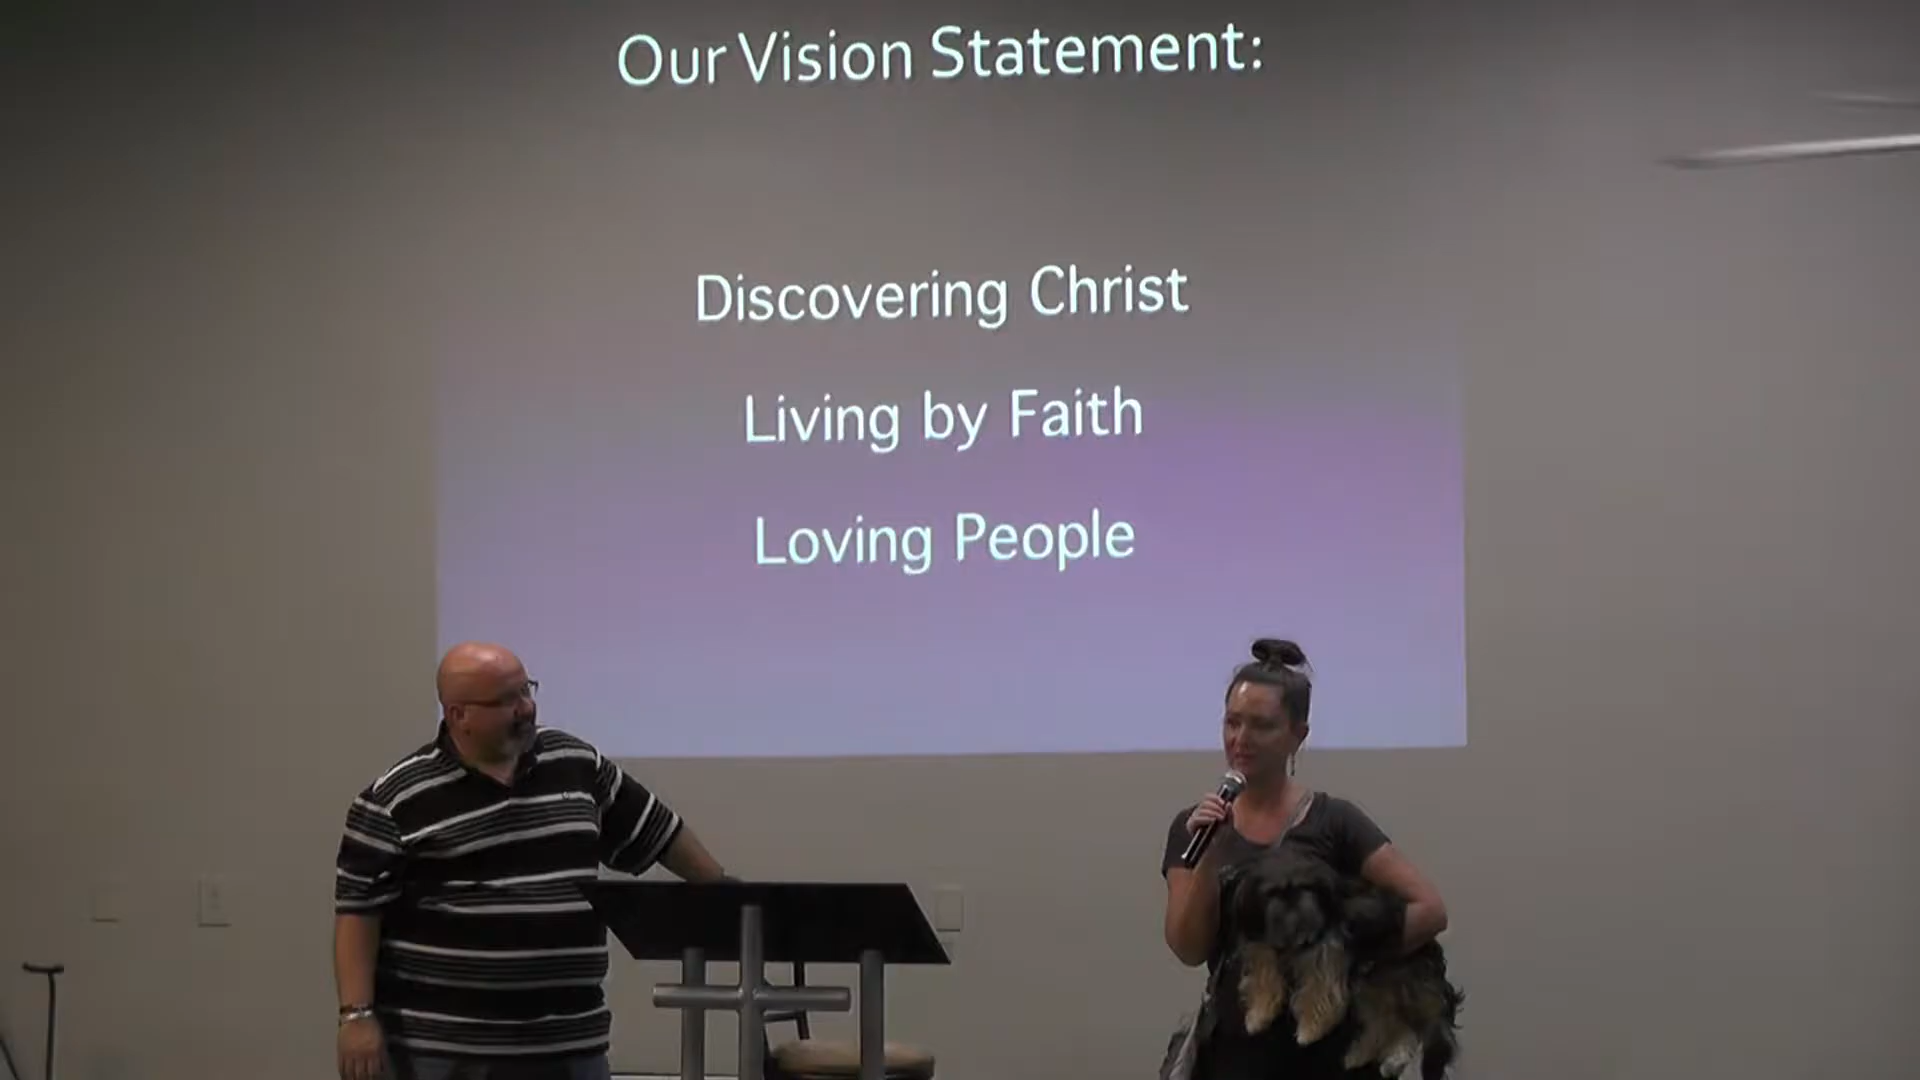 Our Vision Statement:
Discovering Christ
Living by Faith
Loving People